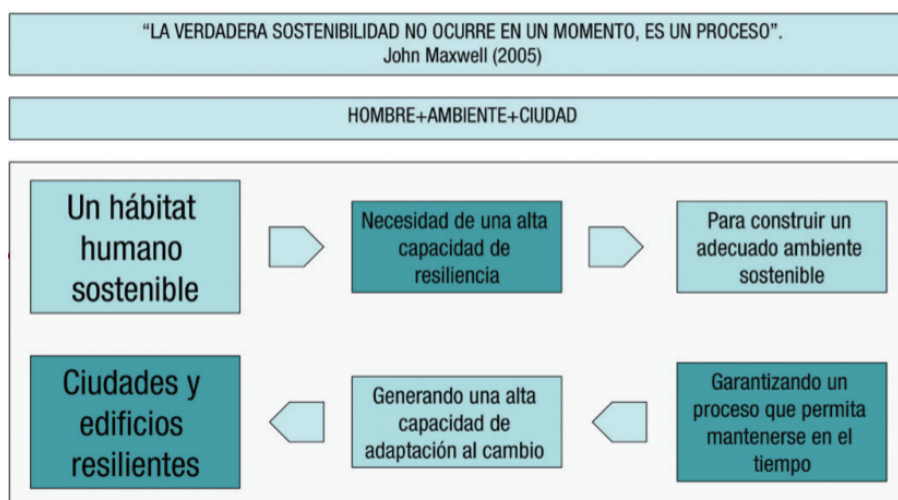 “LA VERDADERA SOSTENIBILIDAD NO OCURRE EN UN MOMENTO, ES UN PROCESO”.
John Maxwell (2005)
HOMBRE+AMBIENTE+CIUDAD
Un hábitat
humano
sostenible
Necesidad de una alta
capacidad de
resiliencia
Para construir un
adecuado ambiente
sostenible
Ciudades y
edificios
resilientes
Generando una alta
capacidad de
adaptación al cambio
Garantizando un
proceso que permita
mantenerse en el
tiempo